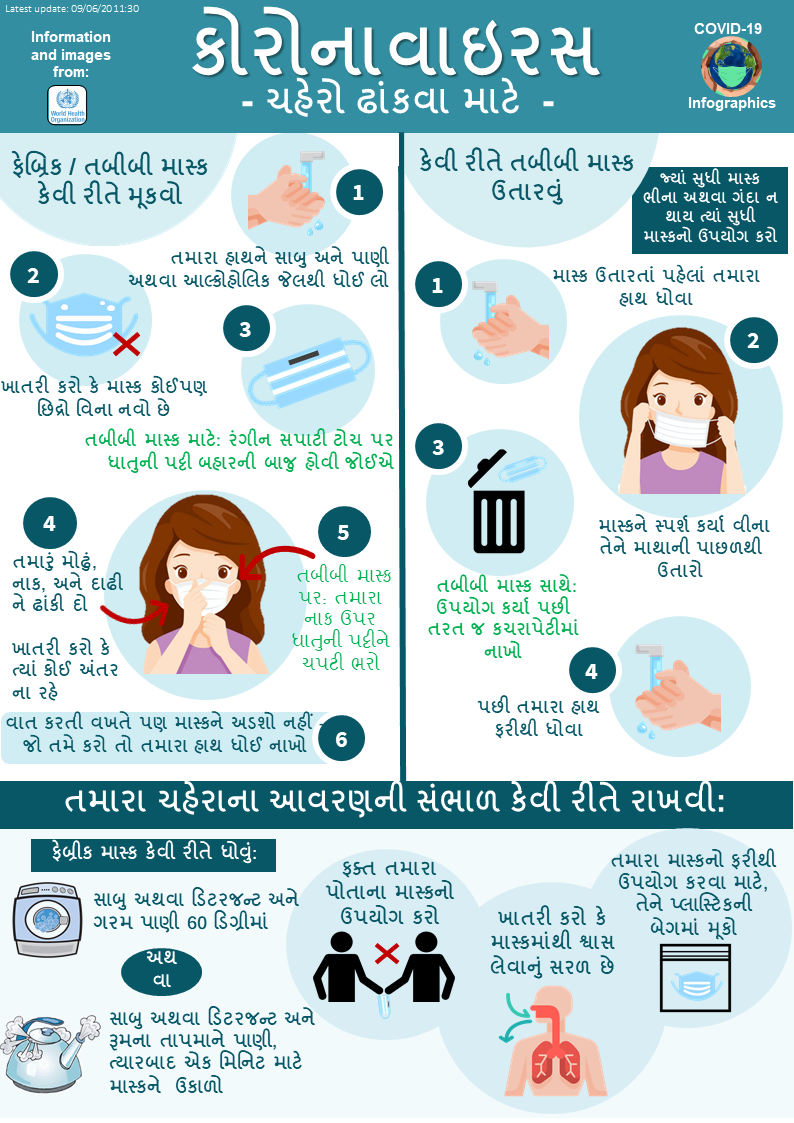 Latest update: 09/06/2011:30
Information
and images
from:
World Health
Organization
કોરોનાવાઇરસ
- ચહેરો ઢાંકવા માટે -
COVID-19
Infographics
ફેબ્રિક / તબીબી માસ્ક
કેવી રીતે મૂકવો
1
તમારા હાથને સાબુ અને પાણી
અથવા આલ્કોહોલિક જેલથી ધોઈ લો
2
ખાતરી કરો કે માસ્ક કોઈપણ
છિદ્રો વિના નવો છે
3
તબીબી માસ્ક માટે: રંગીન સપાટી ટોચ પર
ધાતુની પટ્ટી બહારની બાજુ હોવી જોઈએ
4
તમારું મોઢું,
નાક, અને દાઢી
ને ઢાંકી દો
ખાતરી કરો કે
ત્યાં કોઈ અંતર
ના રહે
5
તબીબી માસ્ક
પર: તમારા
નાક ઉપર
ધાતુની પટ્ટીને
ચપટી ભરો
વાત કરતી વખતે પણ માસ્કને અડશો નહીં -
જો તમે કરો તો તમારા હાથ ધોઈ નાખો
6
કેવી રીતે તબીબી માસ્ક
ઉતારવું
જ્યાં સુધી માસ્ક
ભીના અથવા ગંદા ન
થાય ત્યાં સુધી
માસ્કનો ઉપયોગ કરો
1
માસ્ક ઉતારતાં પહેલાં તમારા
હાથ ધોવા
2
માસ્કને સ્પર્શ કર્યા વીના
તેને માથાની પાછળથી
ઉતારો
3
તબીબી માસ્ક સાથે:
ઉપયોગ કર્યા પછી
તરત જ કચરાપેટીમાં
નાખો
4
પછી તમારા હાથ
ફરીથી ધોવા
તમારા ચહેરાના આવરણની સંભાળ કેવી રીતે રાખવી:
ફેબ્રીક માસ્ક કેવી રીતે ધોવું:
સાબુ અથવા ડિટરજન્ટ અને
ગરમ પાણી 60 ડિગ્રીમાં
અથ
વા
સાબુ અથવા ડિટરજન્ટ અને
રૂમના તાપમાને પાણી,
ત્યારબાદ એક મિનિટ માટે
માસ્કને ઉકાળો
ફક્ત તમારા
પોતાના માસ્કનો
ઉપયોગ કરો
ખાતરી કરો કે
માસ્કમાંથી શ્વાસ
લેવાનું સરળ છે
તમારા માસ્કનો ફરીથી
ઉપયોગ કરવા માટે,
તેને પ્લાસ્ટિકની
બેગમાં મૂકો